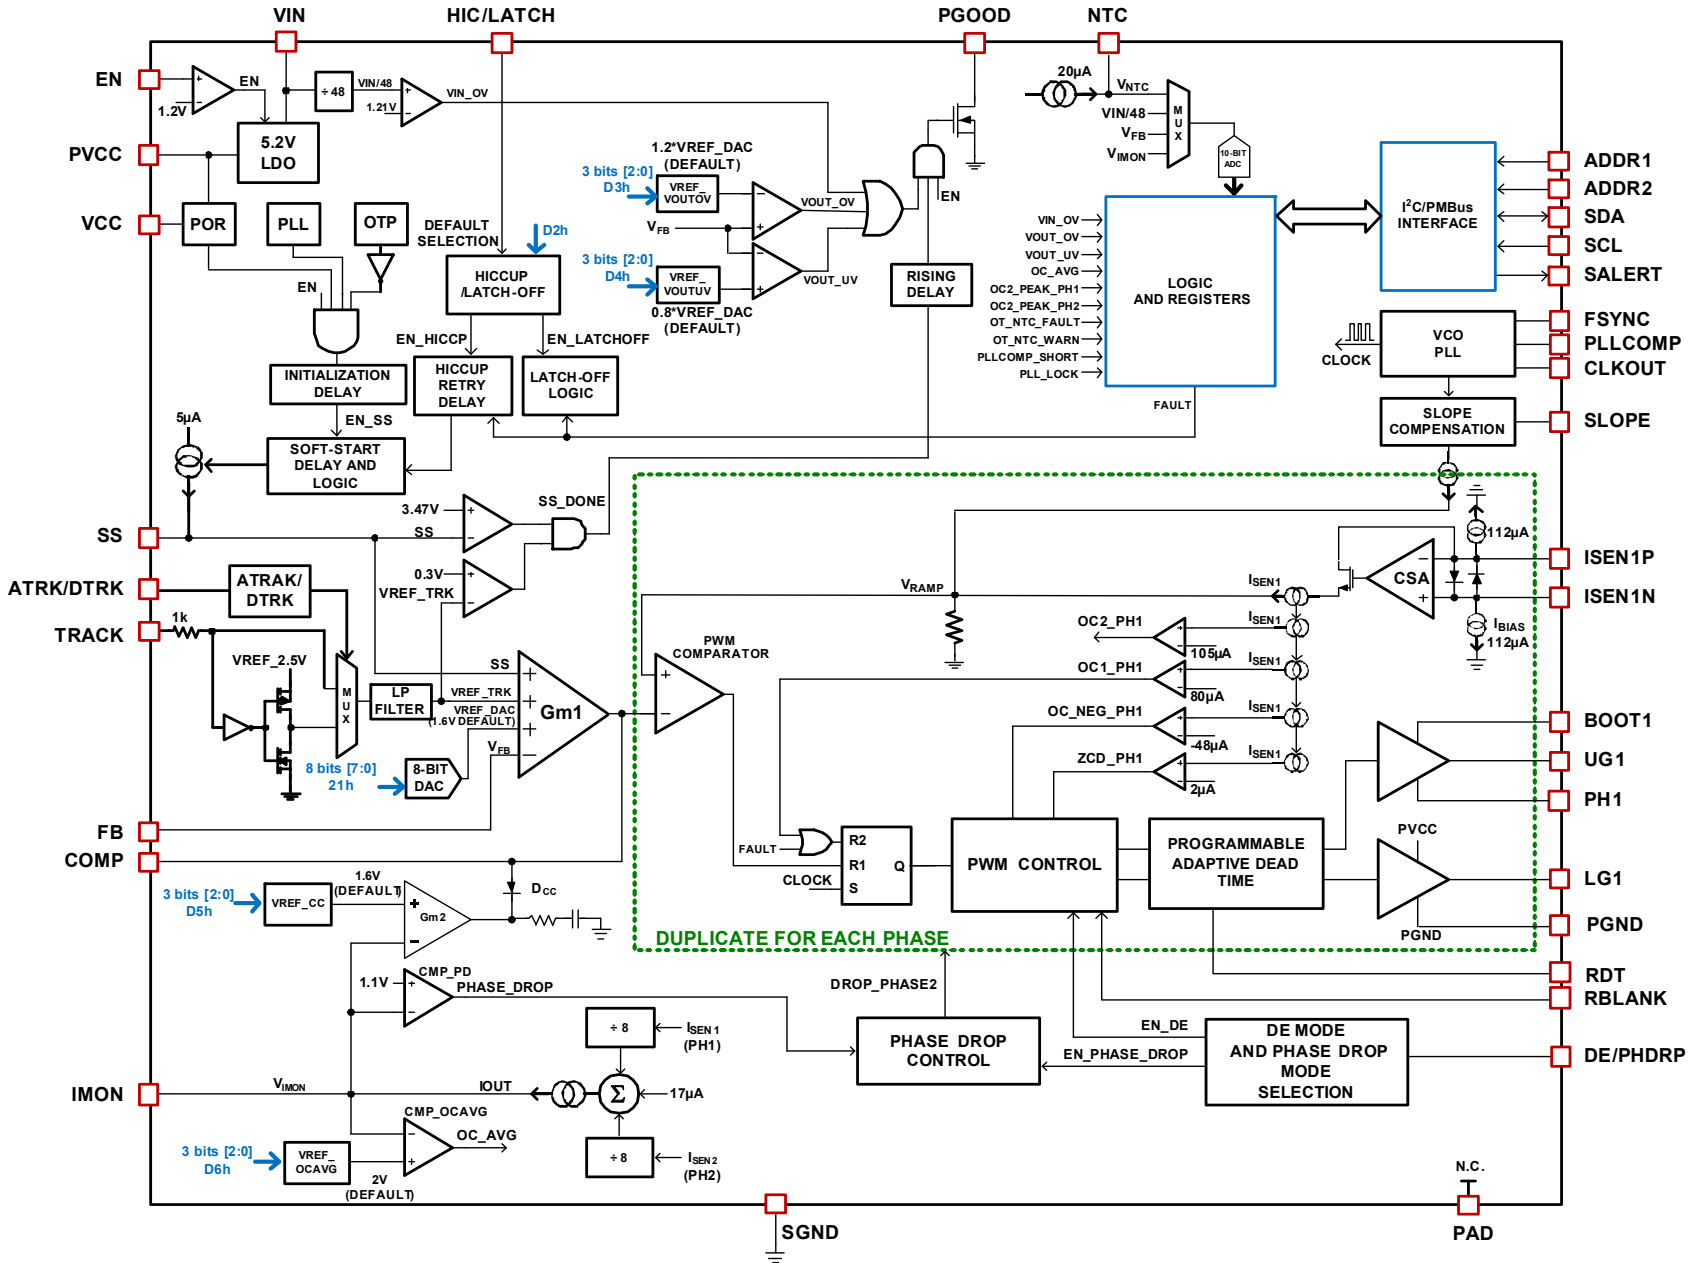 VIN
HIC/LATCH
PGOOD
NTC
EN
1.2V
EN
÷ 48
VIN/48
1.21V
VIN_OV
5.2V
LDO
PVCC
VCC
POR
PLL
OTP
EN
INITIALIZATION
DELAY
EN_SS
5µA
SOFT-START
DELAY AND
LOGIC
DEFAULT
SELECTION
D2h
HICCUP
/LATCH-OFF
EN_HICCP
EN_LATCHOFF
HICCUP
RETRY
DELAY
LATCH-OFF
LOGIC
1.2*VREF_DAC
(DEFAULT)
3 bits [2:0]
D3h
VREF_
VOUTOV
VFB
VOUT_OV
3 bits [2:0]
D4h
VREF_
VOUTUV
VOUT_UV
0.8*VREF_DAC
(DEFAULT)
EN
RISING
DELAY
20µA
VNTC
VIN/48
VFB
VIMON
MUX
10-BIT
ADC
VIN_OV
VOUT_OV
VOUT_UV
OC_AVG
OC2_PEAK_PH1
OC2_PEAK_PH2
OT_NTC_FAULT
OT_NTC_WARN
PLLCOMP_SHORT
PLL_LOCK
LOGIC
AND REGISTERS
FAULT
I2C/PMBus
INTERFACE
ADDR1
ADDR2
SDA
SCL
SALERT
CLOCK
VCO
PLL
FSYNC
PLLCOMP
CLKOUT
SLOPE
COMPENSATION
SLOPE
SS
3.47V
SS
SS_DONE
0.3V
VREF_TRK
ATRK/DTRK
ATRAK/
DTRK
TRACK
1k
VREF_2.5V
MUX
LP
FILTER
SS
VREF_TRK
VREF_DAC
(1.6V DEFAULT)
VFB
Gm1
8 bits [7:0]
21h
8-BIT
DAC
FB
COMP
PWM
COMPARATOR
VRAMP
ISEN1
ISEN1
ISEN1
ISEN1
ISEN1
OC2_PH1
105µA
OC1_PH1
80µA
OC_NEG_PH1
-48µA
ZCD_PH1
2µA
CSA
112µA
IBIAS
112µA
ISEN1P
ISEN1N
FAULT
CLOCK
R2
R1
S
Q
PWM CONTROL
PROGRAMMABLE
ADAPTIVE DEAD
TIME
PVCC
PGND
BOOT1
UG1
PH1
LG1
PGND
RDT
RBLANK
DUPLICATE FOR EACH PHASE
3 bits [2:0]
D5h
VREF_CC
1.6V
(DEFAULT)
Gm2
DCC
1.1V
CMP_PD
PHASE_DROP
DROP_PHASE2
PHASE DROP
CONTROL
EN_DE
EN_PHASE_DROP
DE MODE
AND PHASE DROP
MODE
SELECTION
DE/PHDRP
IMON
VIMON
IOUT
÷ 8
ISEN1
(PH1)
Σ
17µA
÷ 8
ISEN2
(PH2)
CMP_OCAVG
OC_AVG
3 bits [2:0]
D6h
VREF_
OCAVG
2V
(DEFAULT)
SGND
N.C.
PAD